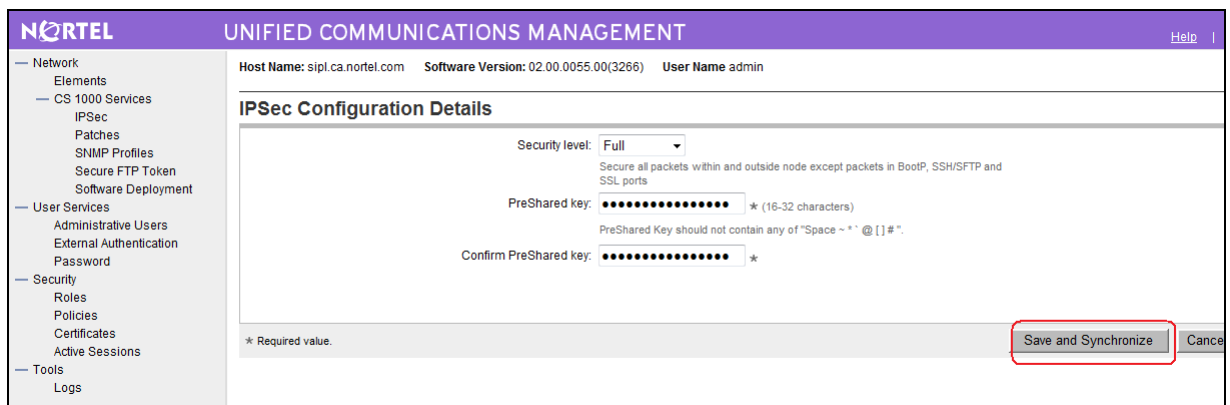 NORTEL
UNIFIED COMMUNICATIONS MANAGEMENT
Help |
— Network
Elements
— CS 1000 Services
IPSec
Patches
SNMP Profiles
Secure FTP Token
Software Deployment
— User Services
Administrative Users
External Authentication
Password
— Security
Roles
Policies
Certificates
Active Sessions
— Tools
Logs
Host Name: sipl.ca.nortel.com Software Version: 02.00.0055.00(3266) User Name admin
IPSec Configuration Details
Security level: Full
Secure all packets within and outside node except packets in BootP, SSH/SFTP and
SSL ports
PreShared key: •••••••••••••••• * (16-32 characters)
PreShared Key should not contain any of "Space ~ * ` @ [ ] # ".
Confirm PreShared key: •••••••••••••••• *
* Required value.
Save and Synchronize
Cance